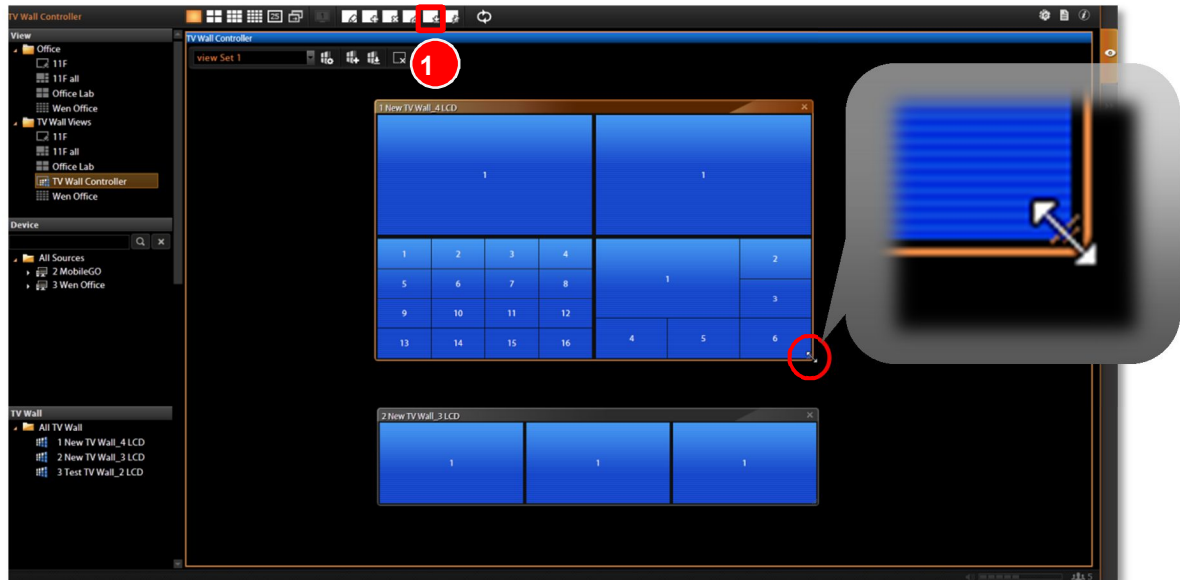 TV Wall Controller
25
1
View
Office
11F
11F all
Office Lab
Wen Office
TV Wall Views
11F
11F all
Office Lab
TV Wall Controller
Wen Office
Device
All Sources
2 MobileGO
3 Wen Office
TV Wall
All TV Wall
1 New TV Wall_4 LCD
2 New TV Wall_3 LCD
3 Test TV Wall_2 LCD
TV Wall Controller
view Set 1
1
1 New TV Wall_4 LCD
1 1
1 2 3 4
5 6 7 8
9 10 11 12
13 14 15 16
1 2
3
4 5 6
2 New TV Wall_3 LCD
1 1 1
5